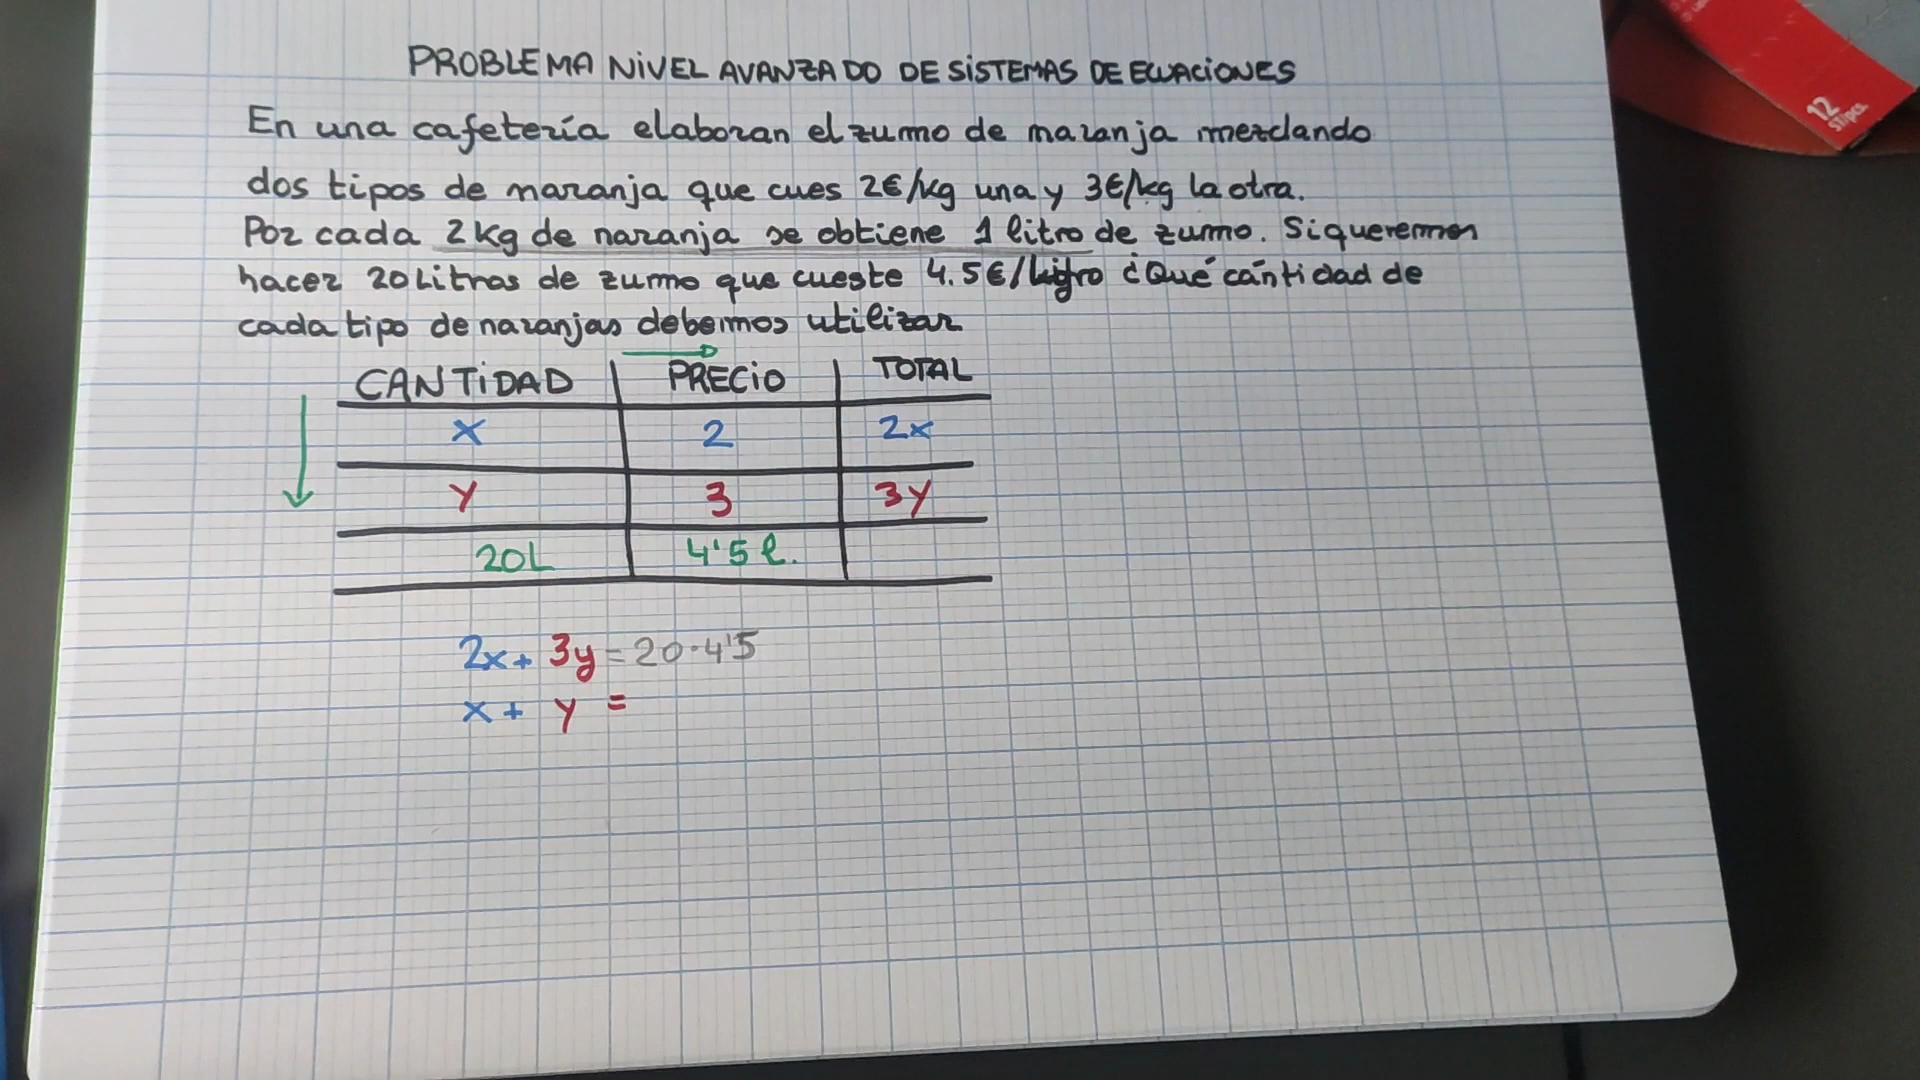 PROBLEMA NIVEL AVANZADO DE SISTEMAS DE ECUACIONES
En una cafetería elaboran el zumo de naranja mezclando
dos tipos de naranja que cues 2€/kg una y 3€/kg la otra.
Por cada 2kg de naranja se obtiene 1 litro de zumo. Si queremos
hacer 20 Litros de zumo que cueste 4.5€/ ¿Qué cántidad de
cada tipo de naranjas debemos utilizar
CANTIDAD PRECIO TOTAL
x 2 2x
y 3 3y
20L 4'5 l.
2x + 3y = 20·4'5
x + y =
12
Stipcs